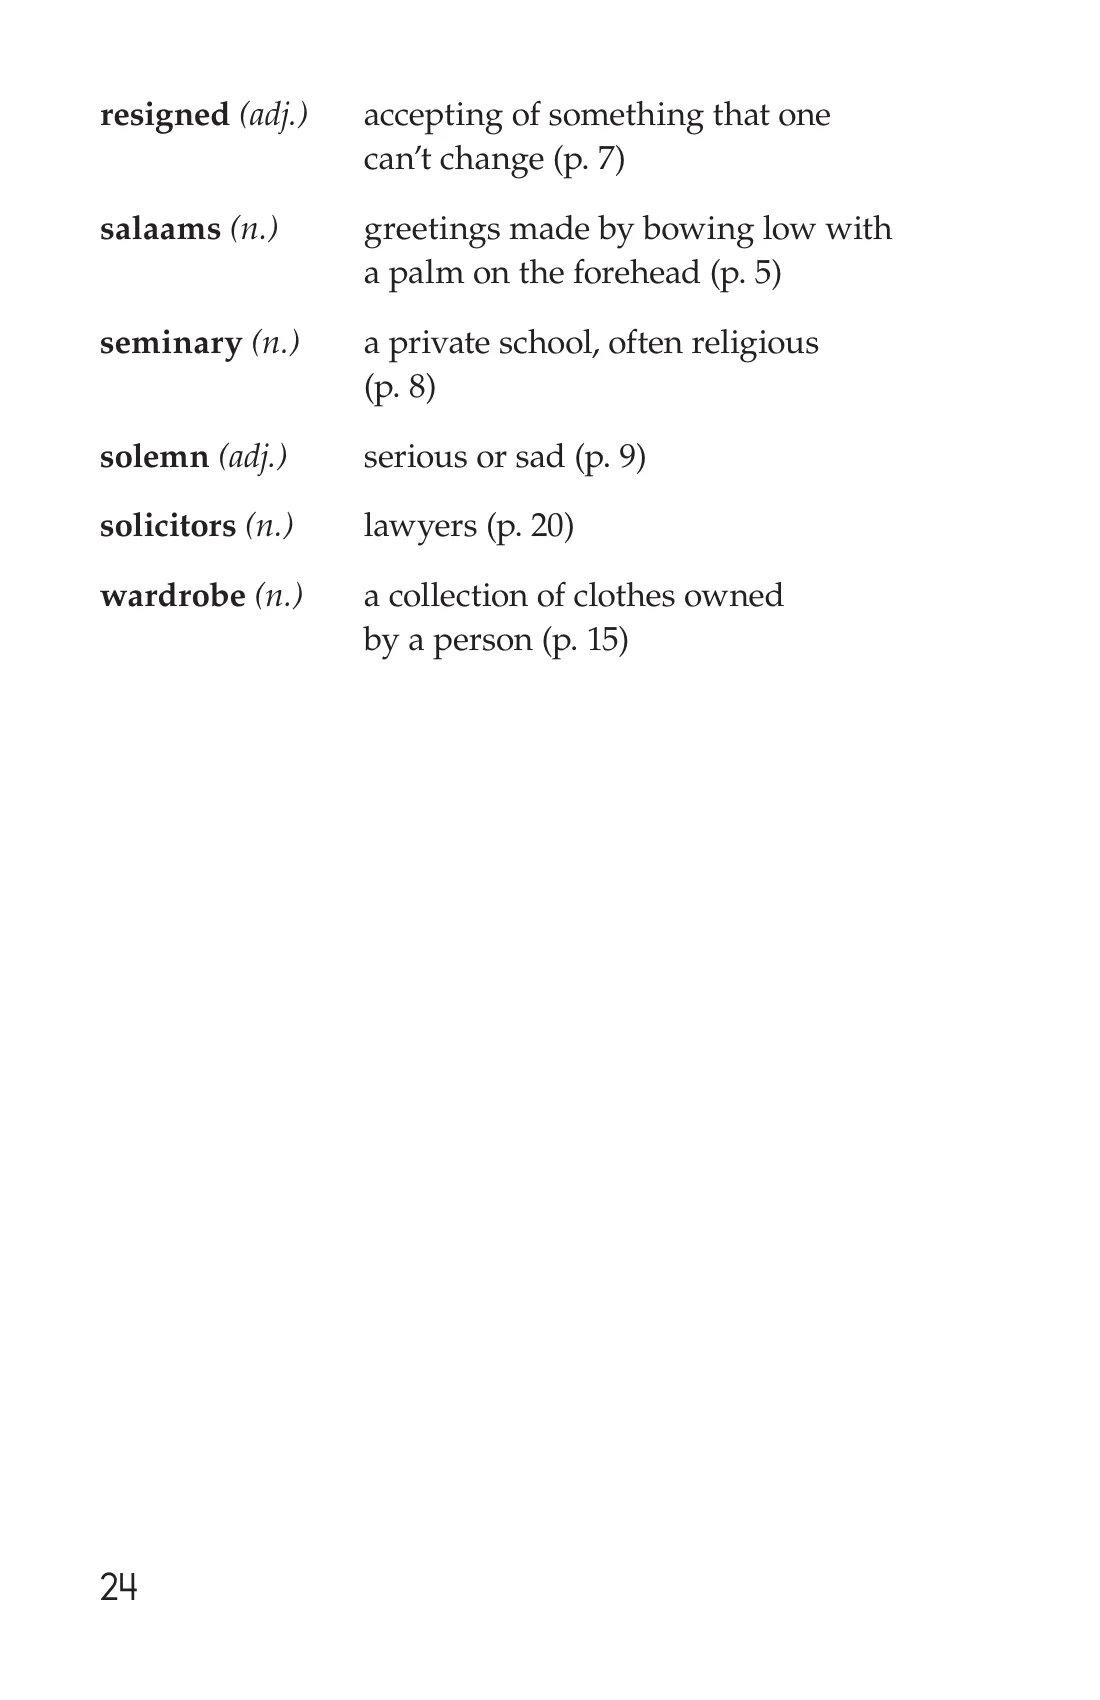 resigned (adj.) accepting of something that one
can’t change (p. 7)
salaams (n.) greetings made by bowing low with
a palm on the forehead (p. 5)
seminary (n.) a private school, often religious
(p. 8)
solemn (adj.) serious or sad (p. 9)
solicitors (n.) lawyers (p. 20)
wardrobe (n.) a collection of clothes owned
by a person (p. 15)
24